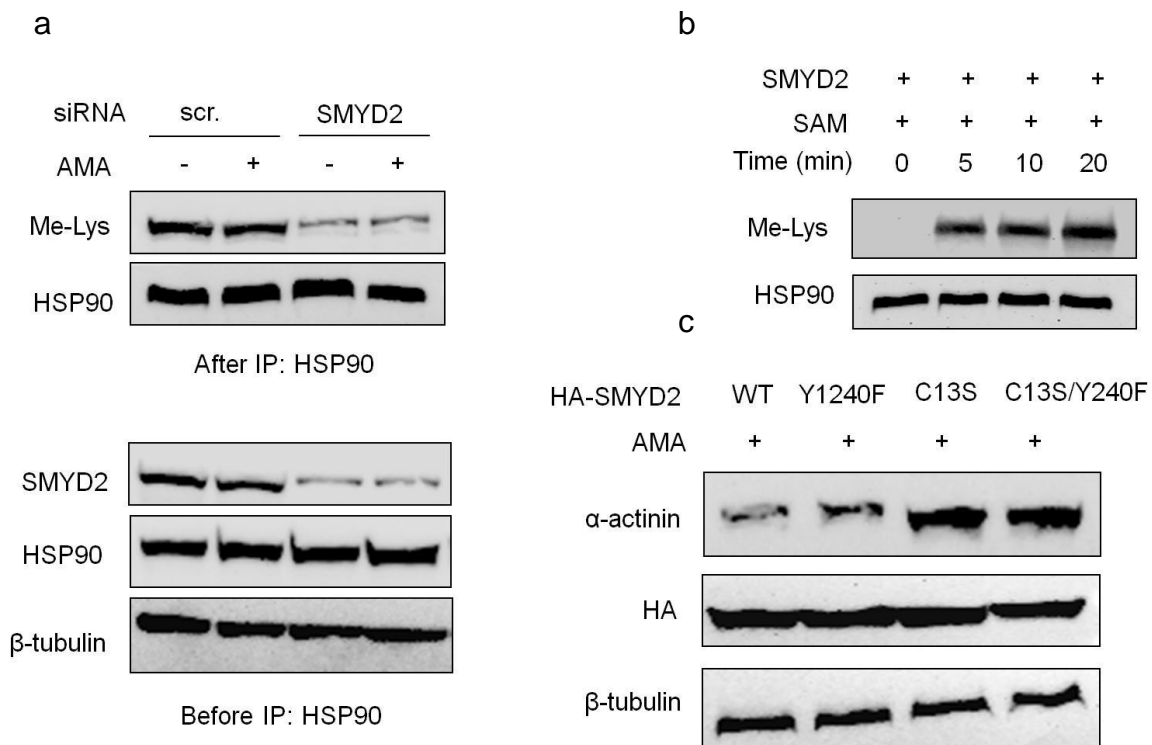 a
siRNA scr. SMYD2
AMA - + - +
Me-Lys
HSP90
After IP: HSP90
SMYD2
HSP90
β-tubulin
Before IP: HSP90
b
SMYD2 + + + +
SAM + + + +
Time (min) 0 5 10 20
Me-Lys
HSP90
c
HA-SMYD2 WT Y1240F C13S C13S/Y240F
AMA + + + +
α-actinin
HA
β-tubulin